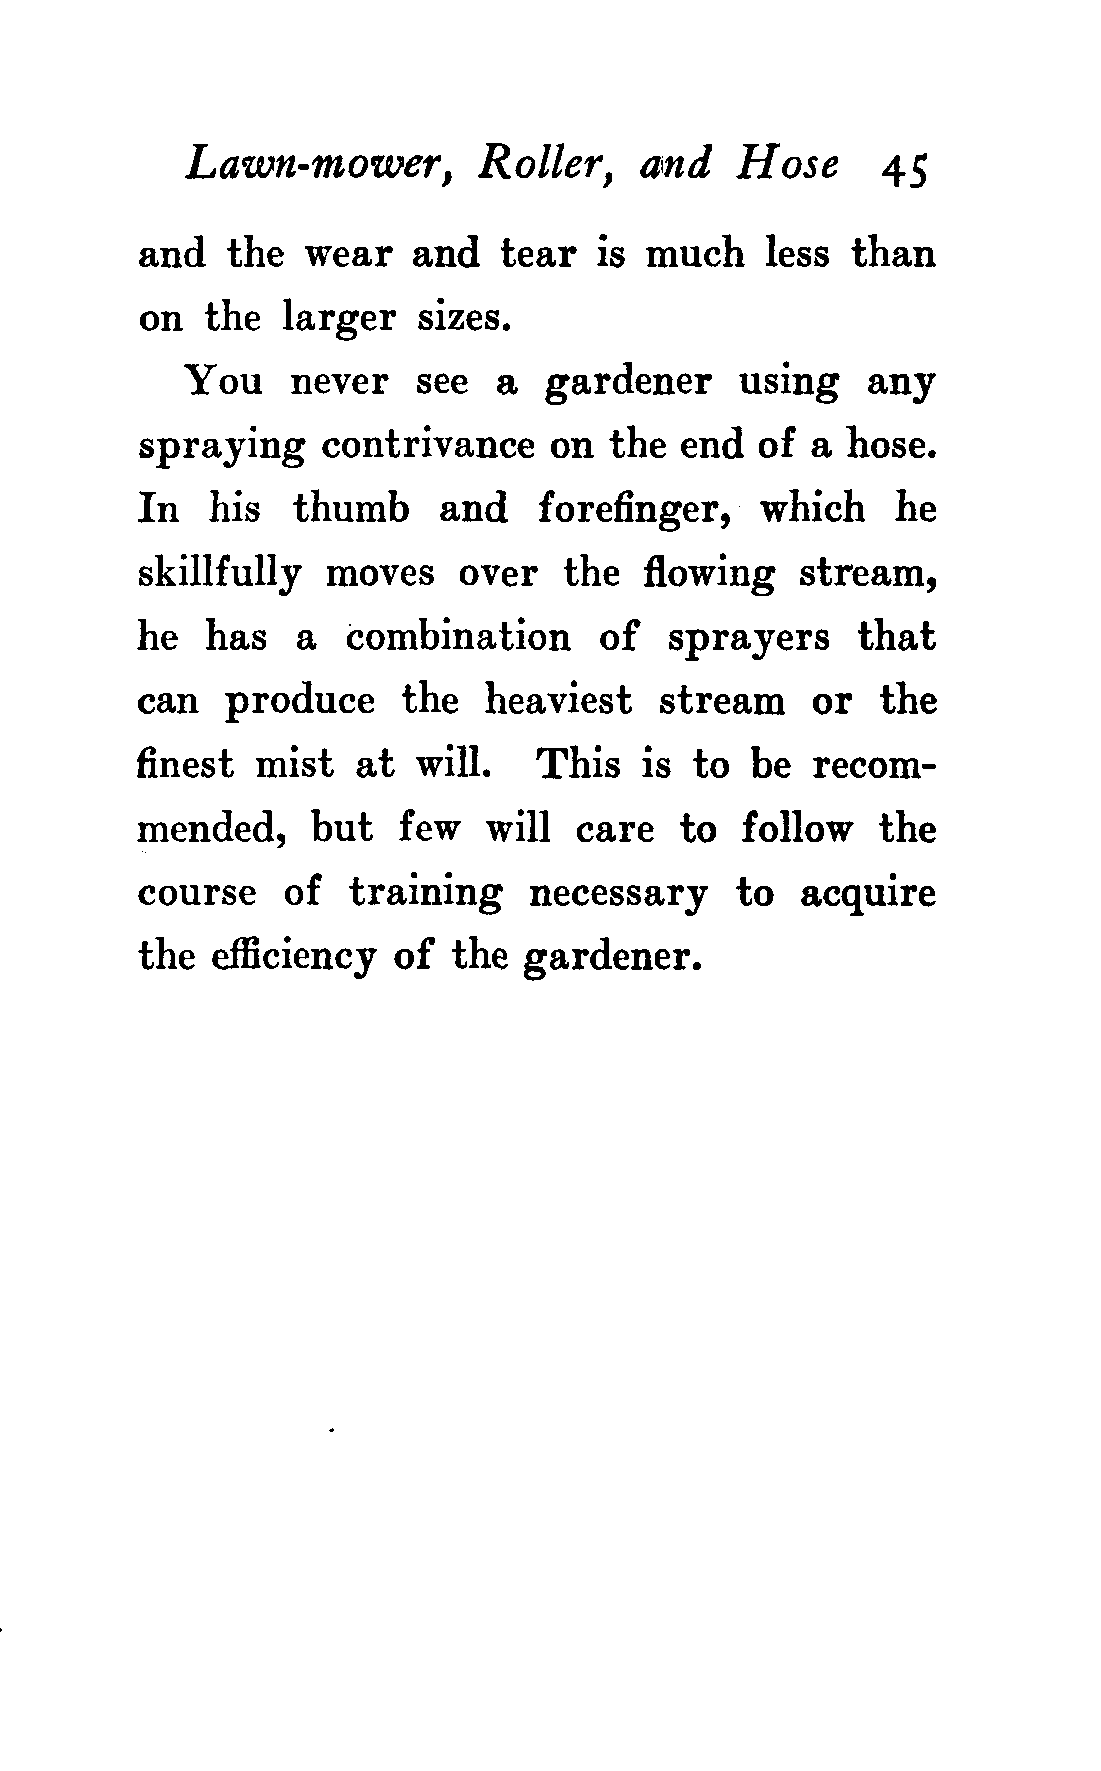 Lawn-mower, Roller, and Hose 45
and the wear and tear is much less than
on the larger sizes.
You never see a gardener using any
spraying contrivance on the end of a hose.
In his thumb and forefinger, which he
skillfully moves over the flowing stream,
he has a combination of sprayers that
can produce the heaviest stream or the
finest mist at will. This is to be recom-
mended, but few will care to follow the
course of training necessary to acquire
the efficiency of the gardener.